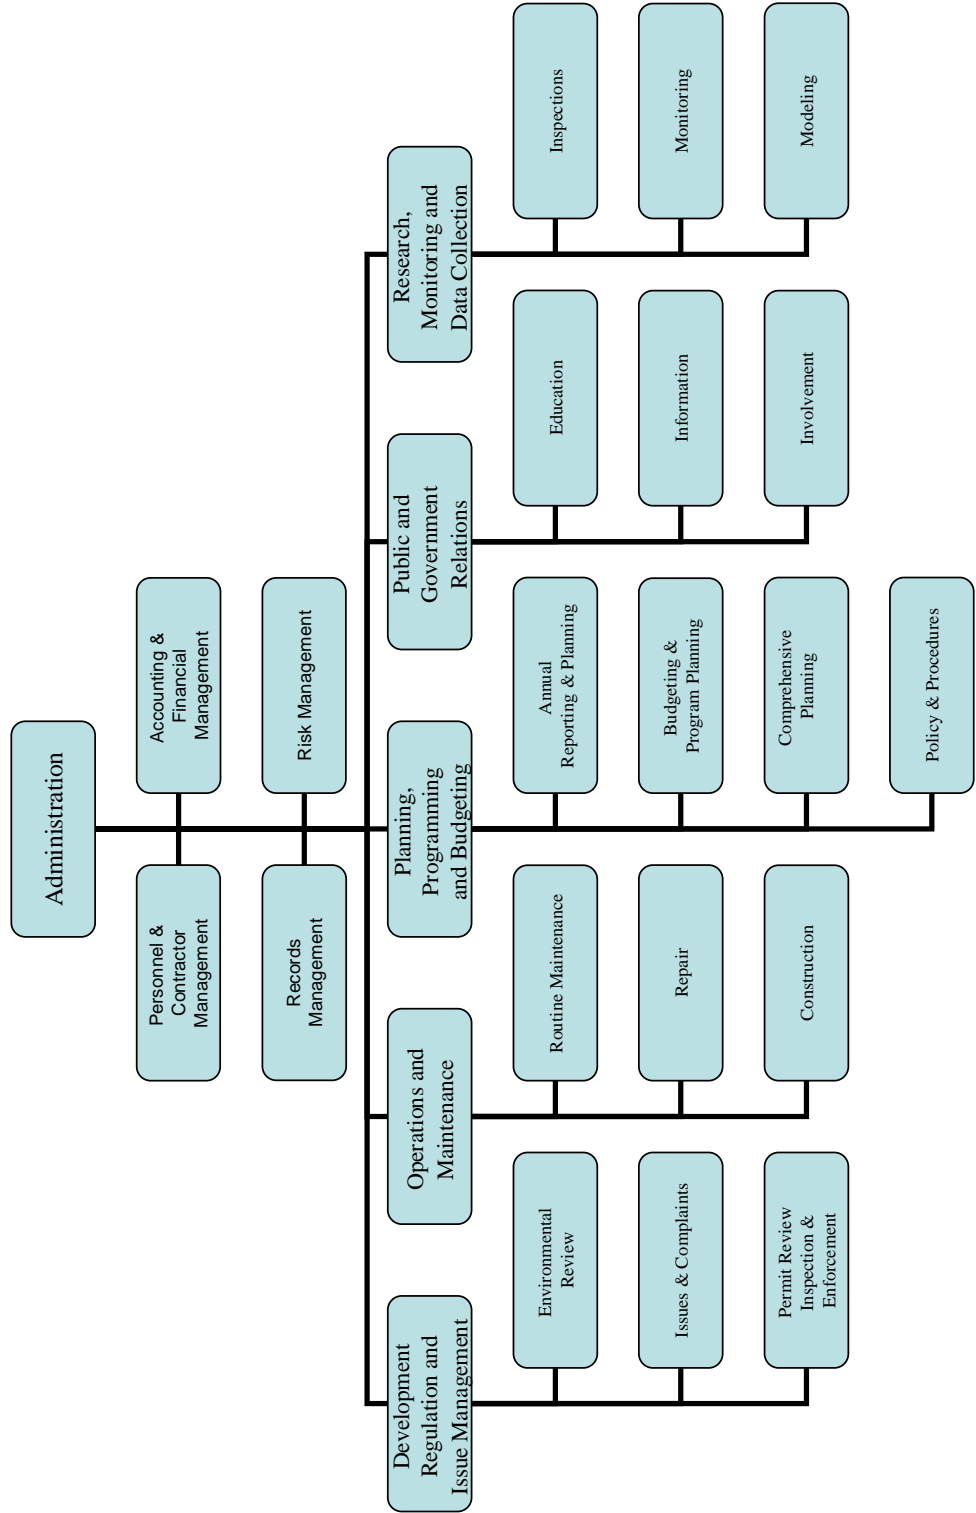 Administration
Personnel &
Contractor
Management
Accounting &
Financial
Management
Records
Management
Risk Management
Development
Regulation and
Issue Management
Operations and
Maintenance
Planning,
Programming
and Budgeting
Public and
Government
Relations
Research,
Monitoring and
Data Collection
Environmental
Review
Issues & Complaints
Permit Review
Inspection &
Enforcement
Routine Maintenance
Repair
Construction
Annual
Reporting & Planning
Budgeting &
Program Planning
Comprehensive
Planning
Policy & Procedures
Education
Information
Involvement
Inspections
Monitoring
Modeling